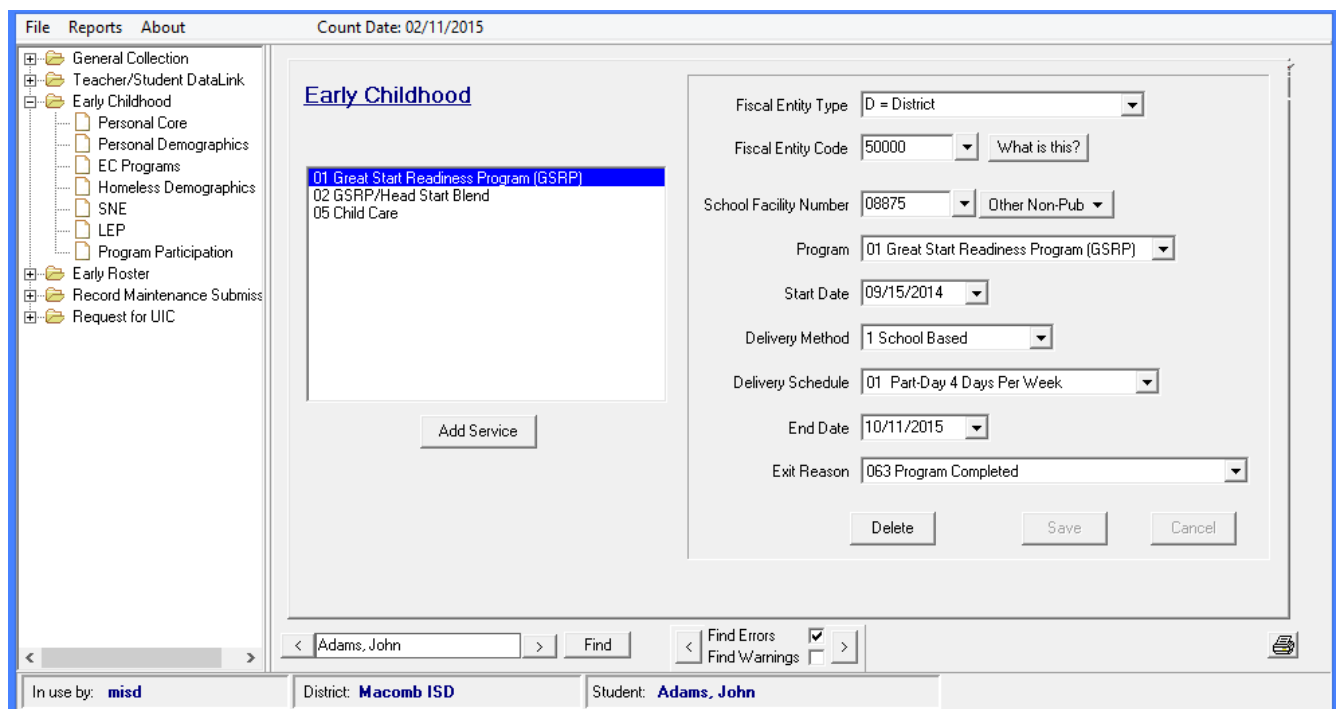 File Reports About Count Date: 02/11/2015
General Collection
Teacher/Student DataLink
Early Childhood
Personal Core
Personal Demographics
EC Programs
Homeless Demographics
SNE
LEP
Program Participation
Early Roster
Record Maintenance Submiss
Request for UIC
Early Childhood
01 Great Start Readiness Program (GSRP)
02 GSRP/Head Start Blend
05 Child Care
Add Service
Fiscal Entity Type D = District
Fiscal Entity Code 50000 What is this?
School Facility Number 08875 Other Non-Pub
Program 01 Great Start Readiness Program (GSRP)
Start Date 09/15/2014
Delivery Method 1 School Based
Delivery Schedule 01 Part-Day 4 Days Per Week
End Date 10/11/2015
Exit Reason 063 Program Completed
Delete Save Cancel
< Adams, John > Find < Find Errors >
Find Warnings
In use by: misd District: Macomb ISD Student: Adams, John